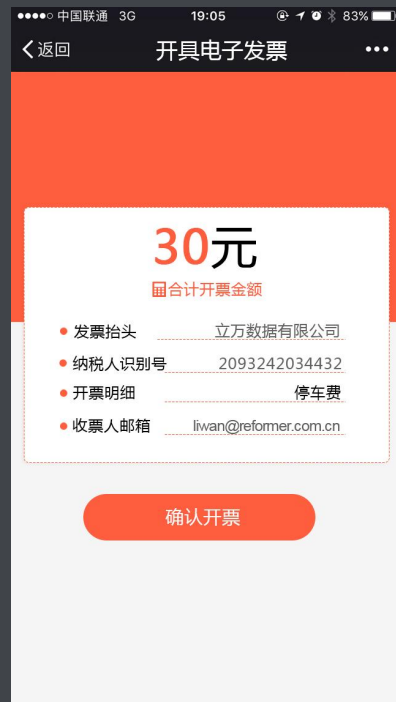 中国联通 3G 19:05 83%
返回 开具电子发票
30元
合计开票金额
发票抬头 立万数据有限公司
纳税人识别号 2093242034432
开票明细 停车费
收票人邮箱 liwan@reformer.com.cn
确认开票